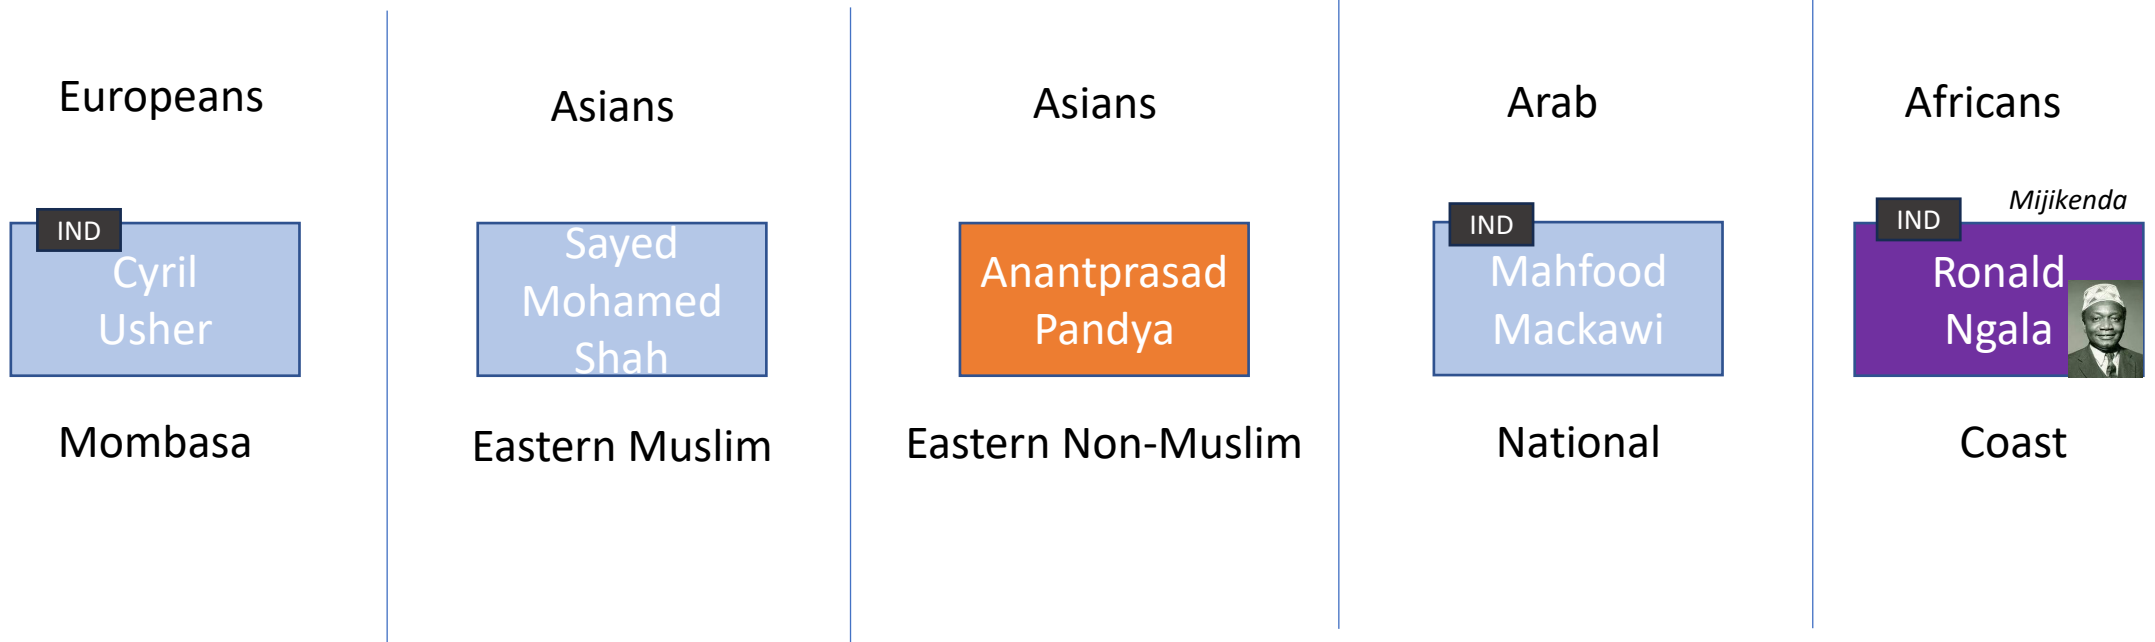 Europeans
IND
Cyril
Usher
Mombasa
Asians
Sayed
Mohamed
Shah
Eastern Muslim
Asians
Anantprasad
Pandya
Eastern Non-Muslim
Arab
IND
Mahfood
Mackawi
National
Africans
Mijikenda
IND
Ronald
Ngala
Coast